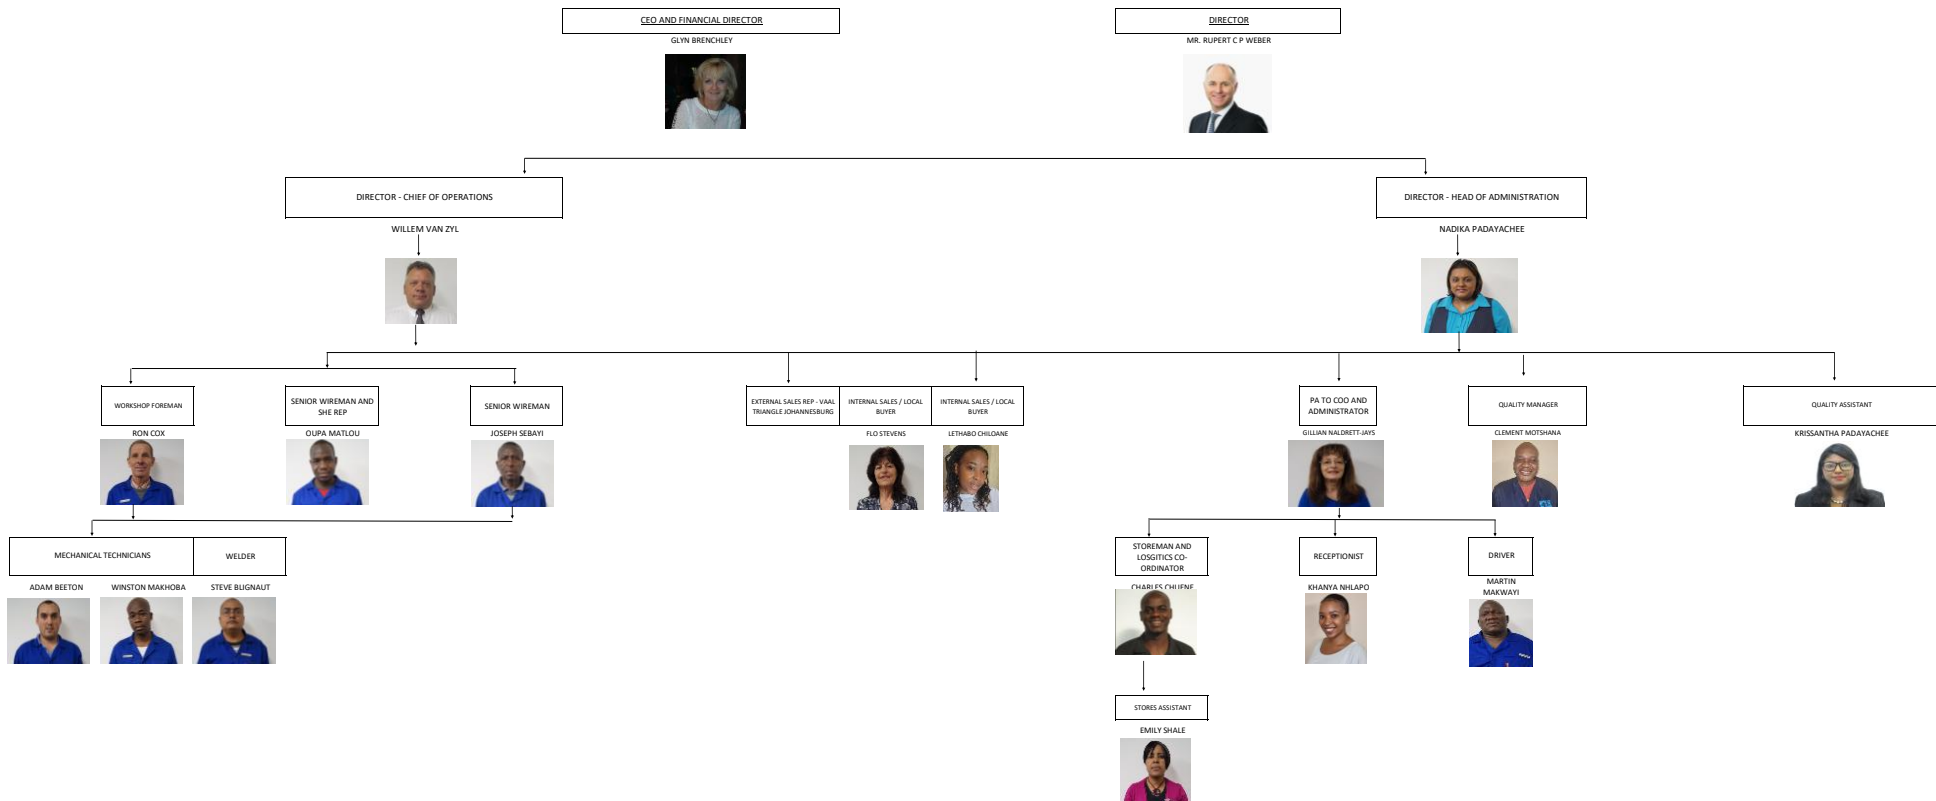 CEO AND FINANCIAL DIRECTOR
GLYN BRENCHLEY
DIRECTOR
MR. RUPERT C P WEBER
DIRECTOR - CHIEF OF OPERATIONS
WILLEM VAN ZYL
DIRECTOR - HEAD OF ADMINISTRATION
NADIKA PADAYACHEE
WORKSHOP FOREMAN
RON COX
SENIOR WIREMAN AND
SHE REP
OUPA MATLOU
SENIOR WIREMAN
JOSEPH SEBAYI
EXTERNAL SALES REP - VAAL
TRIANGLE JOHANNESBURG
INTERNAL SALES / LOCAL
BUYER
FLO STEVENS
INTERNAL SALES / LOCAL
BUYER
LETHABO CHILOANE
PA TO COO AND
ADMINISTRATOR
GILLIAN NALDRETT-JAYS
QUALITY MANAGER
CLEMENT MOTSHANA
QUALITY ASSISTANT
KRISSANTHA PADAYACHEE
MECHANICAL TECHNICIANS
ADAM BEETON
WINSTON MAKHOBA
WELDER
STEVE BLIGNAUT
STOREMAN AND
LOSGITICS CO-
ORDINATOR
CHARLES CHUENE
RECEPTIONIST
KHANYA NHLAPO
DRIVER
MARTIN
MAKWAYI
STORES ASSISTANT
EMILY SHALE